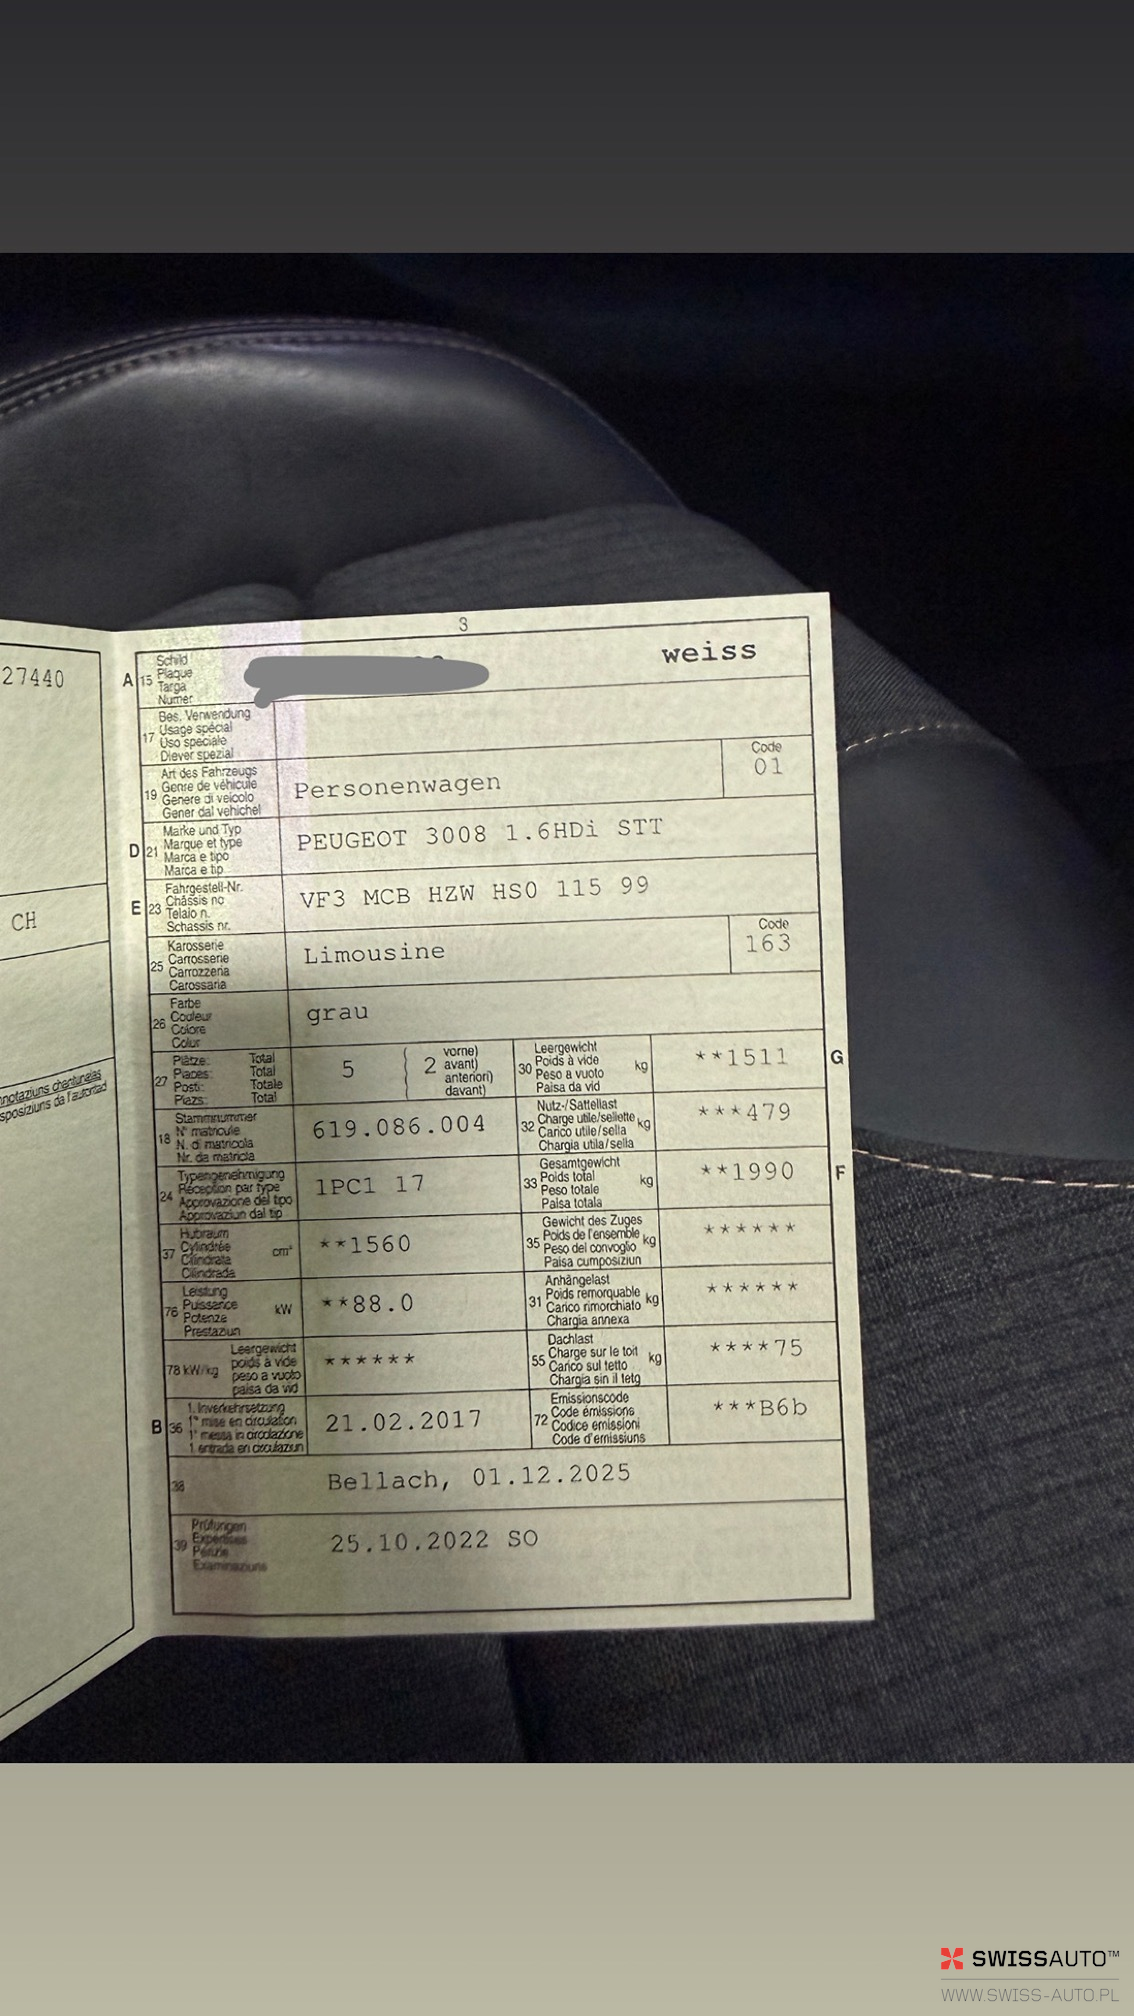 27440
CH
3
A 15 Schild
Plaque
Targa
Numer
weiss
17 Bes. Verwendung
Usage spécial
Uso speciale
Diever spezial
19 Art des Fahrzeugs
Genre de véhicule
Genere di veicolo
Gener dal vehichel
Personenwagen
Code
01
D 21 Marke und Typ
Marque et type
Marca e tipo
Marca e tip
PEUGEOT 3008 1.6HDi STT
E 23 Fahrgestell-Nr.
Châssis no
Telaio n.
Schassis nr.
VF3 MCB HZW HS0 115 99
25 Karosserie
Carrosserie
Carrozzeria
Carossaria
Limousine
Code
163
26 Farbe
Couleur
Colore
Colur
grau
27 Plätze: Total
Places: Total
Posti: Totale
Plazs: Total
5 ( 2 vorne)
avant)
anteriori)
davant)
30 Leergewicht
Poids à vide kg
Peso a vuoto
Paisa da vid
**1511
G
18 Stammnummer
N° matricule
N. di matricola
Nr. da matricla
619.086.004
32 Nutz-/Sattellast
Charge utile/sellette kg
Carico utile/sella
Chargia utila/sella
***479
24 Typengenehmigung
Réception par type
Approvazione del tipo
Approvaziun dal tip
1PC1 17
33 Gesamtgewicht
Poids total kg
Peso totale
Paisa totala
**1990
F
37 Hubraum
Cylindrée cm³
Cilindrata
Cilindrada
**1560
35 Gewicht des Zuges
Poids de l'ensemble kg
Peso del convoglio
Paisa cumposiziun
******
76 Leistung
Puissance kW
Potenza
Prestaziun
**88.0
31 Anhängelast
Poids remorquable kg
Carico rimorchiato
Chargia annexa
******
78 kW/kg Leergewicht
poids à vide
peso a vuoto
paisa da vid
******
55 Dachlast
Charge sur le toit kg
Carico sul tetto
Chargia sin il tetg
****75
B 36 1. Inverkehrsetzung
1re mise en circulation
1a messa in circolazione
1. entrada en circulaziun
21.02.2017
72 Emissionscode
Code émissions
Codice emissioni
Code d'emissiuns
***B6b
38 Bellach, 01.12.2025
39 Prüfungen
Expertises
Perizie
Examinaziuns
25.10.2022 SO
SWISSAUTO™
WWW.SWISS-AUTO.PL